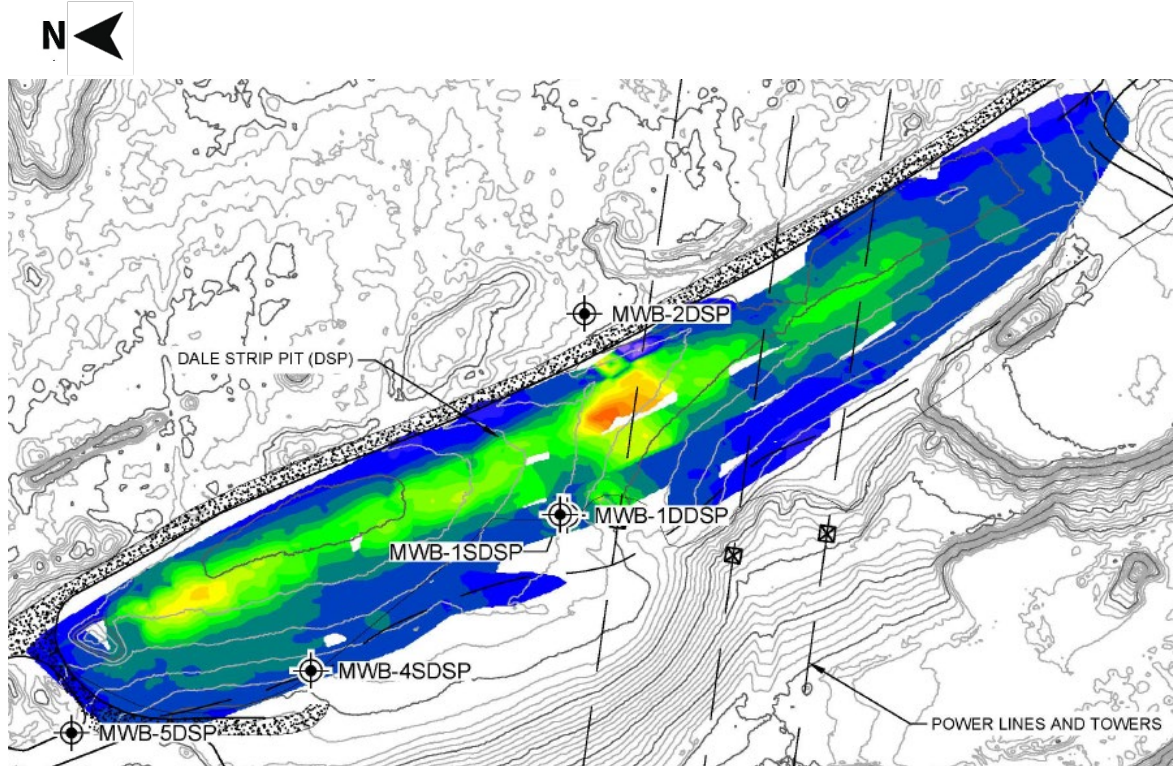 N
MWB-2DSP
DALE STRIP PIT (DSP)
MWB-1DDSP
MWB-1SDSP
MWB-4SDSP
MWB-5DSP
POWER LINES AND TOWERS